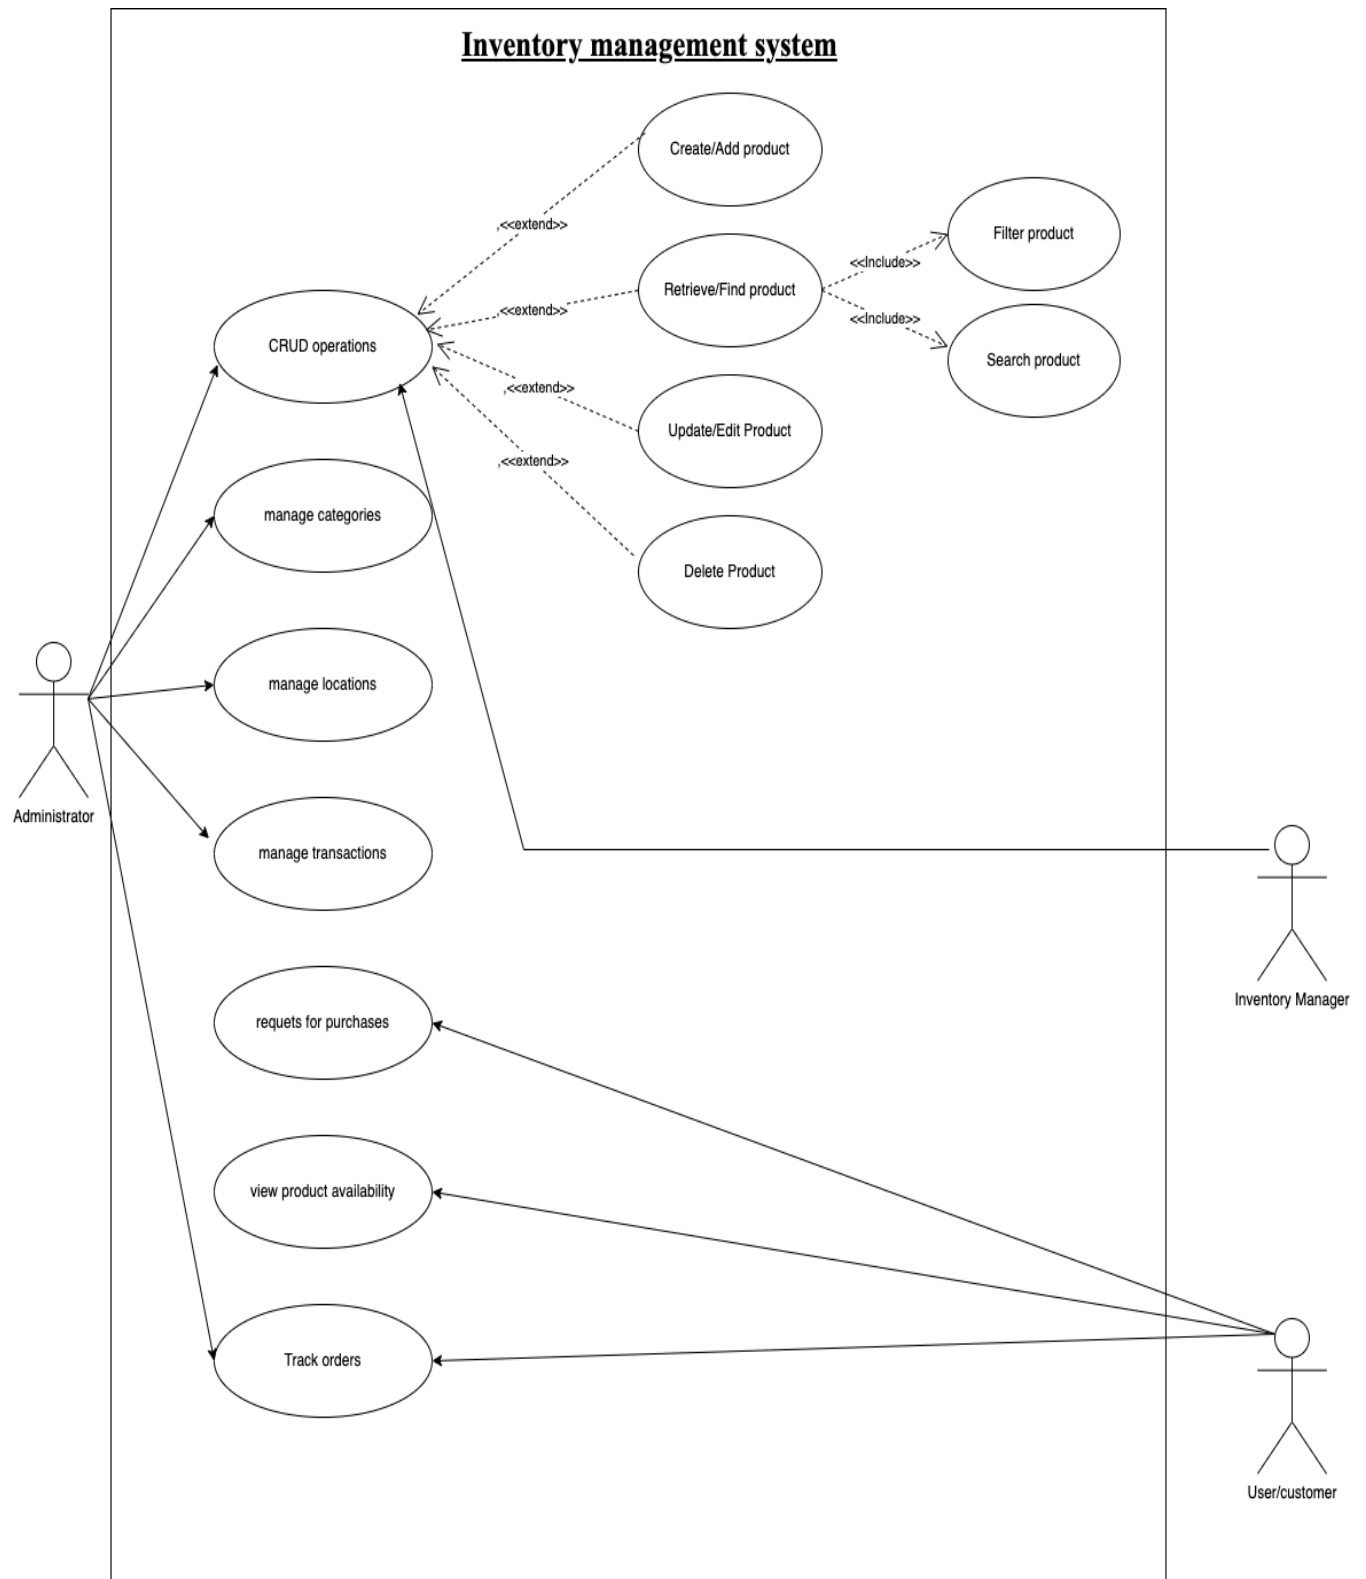 Inventory management system
Create/Add product
,<<extend>>
Filter product
<<Include>>
Retrieve/Find product
,<<extend>>
<<Include>>
CRUD operations
Search product
,<<extend>>
Update/Edit Product
,<<extend>>
manage categories
Delete Product
manage locations
Administrator
manage transactions
Inventory Manager
requets for purchases
view product availability
Track orders
User/customer